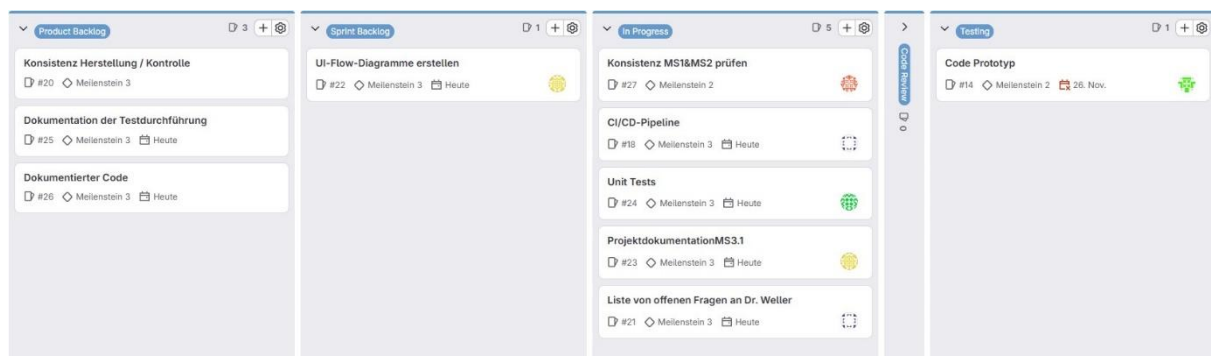 Product Backlog 3
Konsistenz Herstellung / Kontrolle
#20 Meilenstein 3
Dokumentation der Testdurchführung
#25 Meilenstein 3 Heute
Dokumentierter Code
#26 Meilenstein 3 Heute
Sprint Backlog 1
UI-Flow-Diagramme erstellen
#22 Meilenstein 3 Heute
In Progress 5
Konsistenz MS1&MS2 prüfen
#27 Meilenstein 2
CI/CD-Pipeline
#18 Meilenstein 3 Heute
Unit Tests
#24 Meilenstein 3 Heute
ProjektdokumentationMS3.1
#23 Meilenstein 3 Heute
Liste von offenen Fragen an Dr. Weller
#21 Meilenstein 3 Heute
Code Review 0
Testing 1
Code Prototyp
#14 Meilenstein 2 26. Nov.